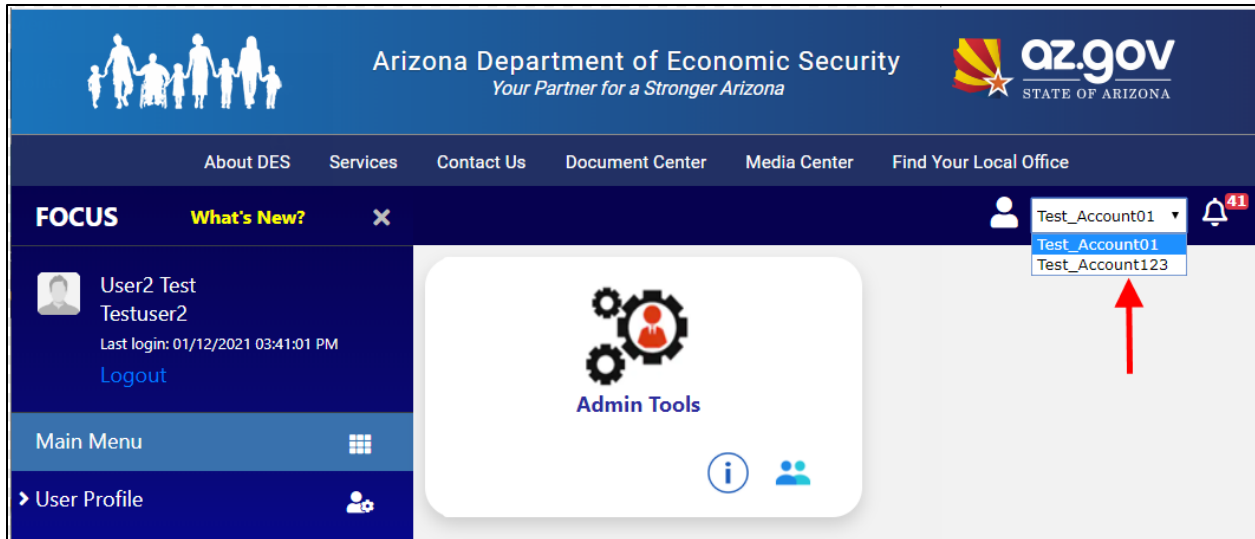 Arizona Department of Economic Security
Your Partner for a Stronger Arizona
az.gov
STATE OF ARIZONA
About DES Services Contact Us Document Center Media Center Find Your Local Office
FOCUS What's New? Test_Account01 41
Test_Account01
Test_Account123
User2 Test
Testuser2
Last login: 01/12/2021 03:41:01 PM
Logout
Admin Tools
Main Menu
i
User Profile